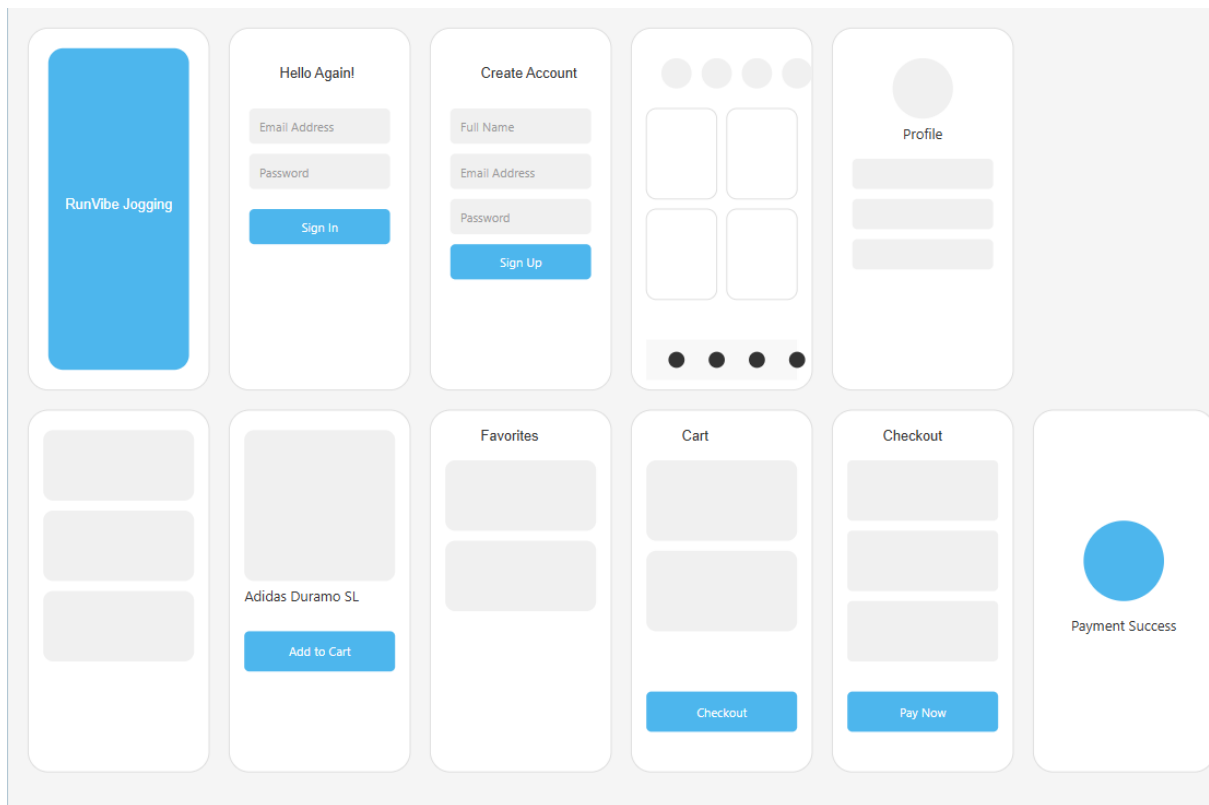 RunVibe Jogging
Hello Again!
Email Address
Password
Sign In
Create Account
Full Name
Email Address
Password
Sign Up
Profile
Adidas Duramo SL
Add to Cart
Favorites
Cart
Checkout
Checkout
Pay Now
Payment Success